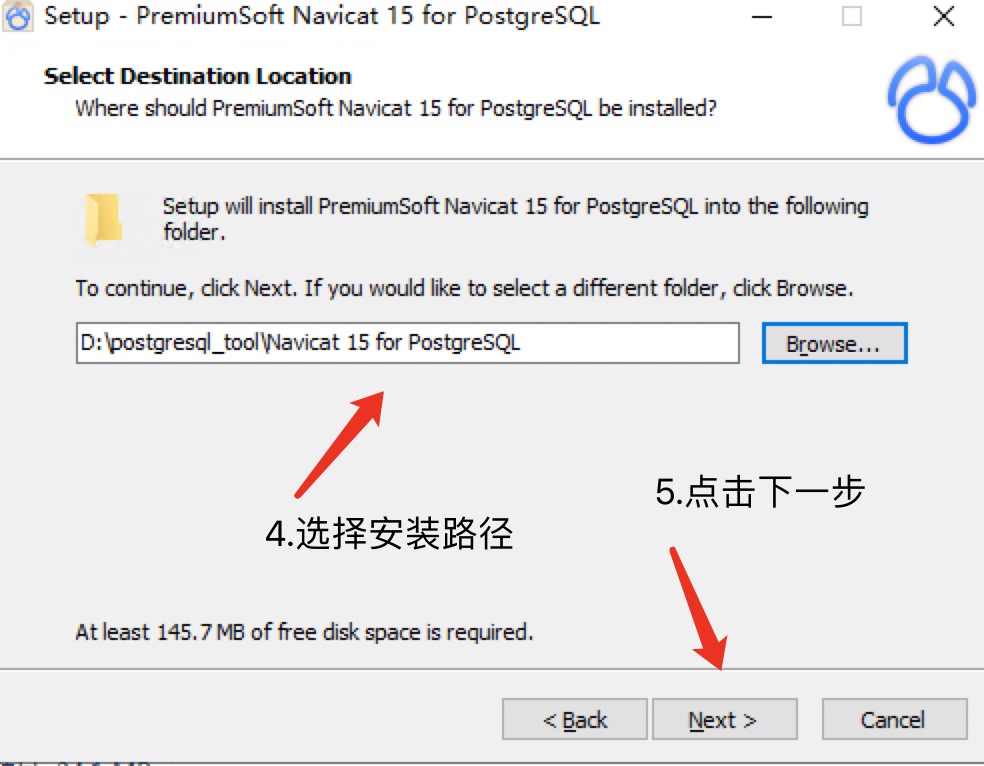 Setup - PremiumSoft Navicat 15 for PostgreSQL
Select Destination Location
Where should PremiumSoft Navicat 15 for PostgreSQL be installed?
Setup will install PremiumSoft Navicat 15 for PostgreSQL into the following
folder.
To continue, click Next. If you would like to select a different folder, click Browse.
D:\postgresql_tool\Navicat 15 for PostgreSQL
Browse...
5.点击下一步
4.选择安装路径
At least 145.7 MB of free disk space is required.
< Back
Next >
Cancel